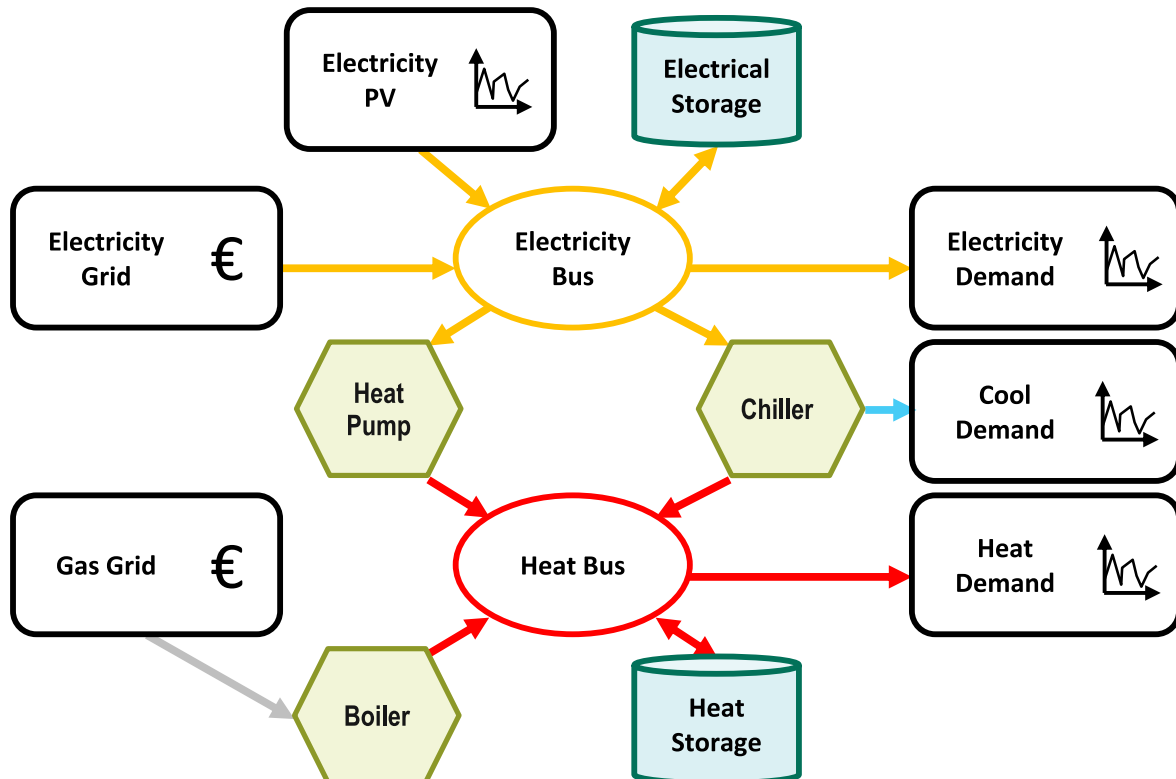 Electricity
PV
Electrical
Storage
Electricity
Grid
€
Electricity
Bus
Electricity
Demand
Heat
Pump
Chiller
Cool
Demand
Gas Grid
€
Heat Bus
Heat
Demand
Boiler
Heat
Storage